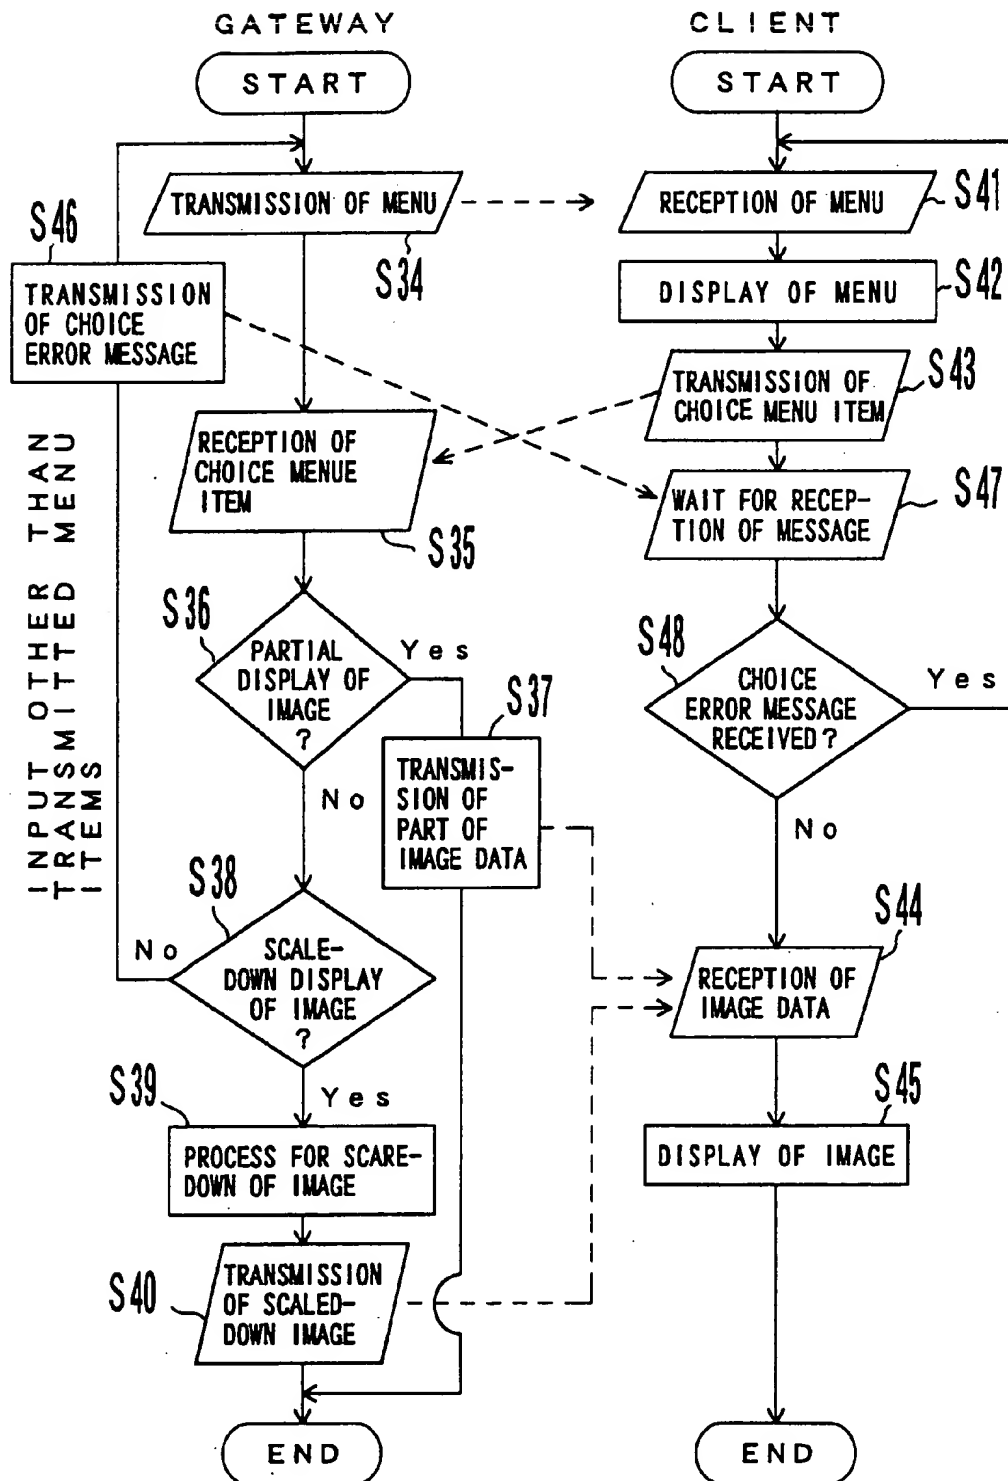 GATEWAY
CLIENT
START
START
TRANSMISSION OF MENU
S34
RECEPTION OF MENU
S41
S46
TRANSMISSION
OF CHOICE
ERROR MESSAGE
DISPLAY OF MENU
S42
TRANSMISSION OF
CHOICE MENU ITEM
S43
RECEPTION OF
CHOICE MENUE
ITEM
S35
WAIT FOR RECEP-
TION OF MESSAGE
S47
INPUT OTHER THAN
TRANSMITTED MENU
ITEMS
S36
PARTIAL
DISPLAY OF
IMAGE
?
Yes
No
S37
TRANSMIS-
SION OF
PART OF
IMAGE DATA
S48
CHOICE
ERROR MESSAGE
RECEIVED?
Yes
No
S38
SCALE-
DOWN DISPLAY
OF IMAGE
?
No
Yes
S44
RECEPTION OF
IMAGE DATA
S39
PROCESS FOR SCARE-
DOWN OF IMAGE
S45
DISPLAY OF IMAGE
S40
TRANSMISSION
OF SCALED-
DOWN IMAGE
END
END